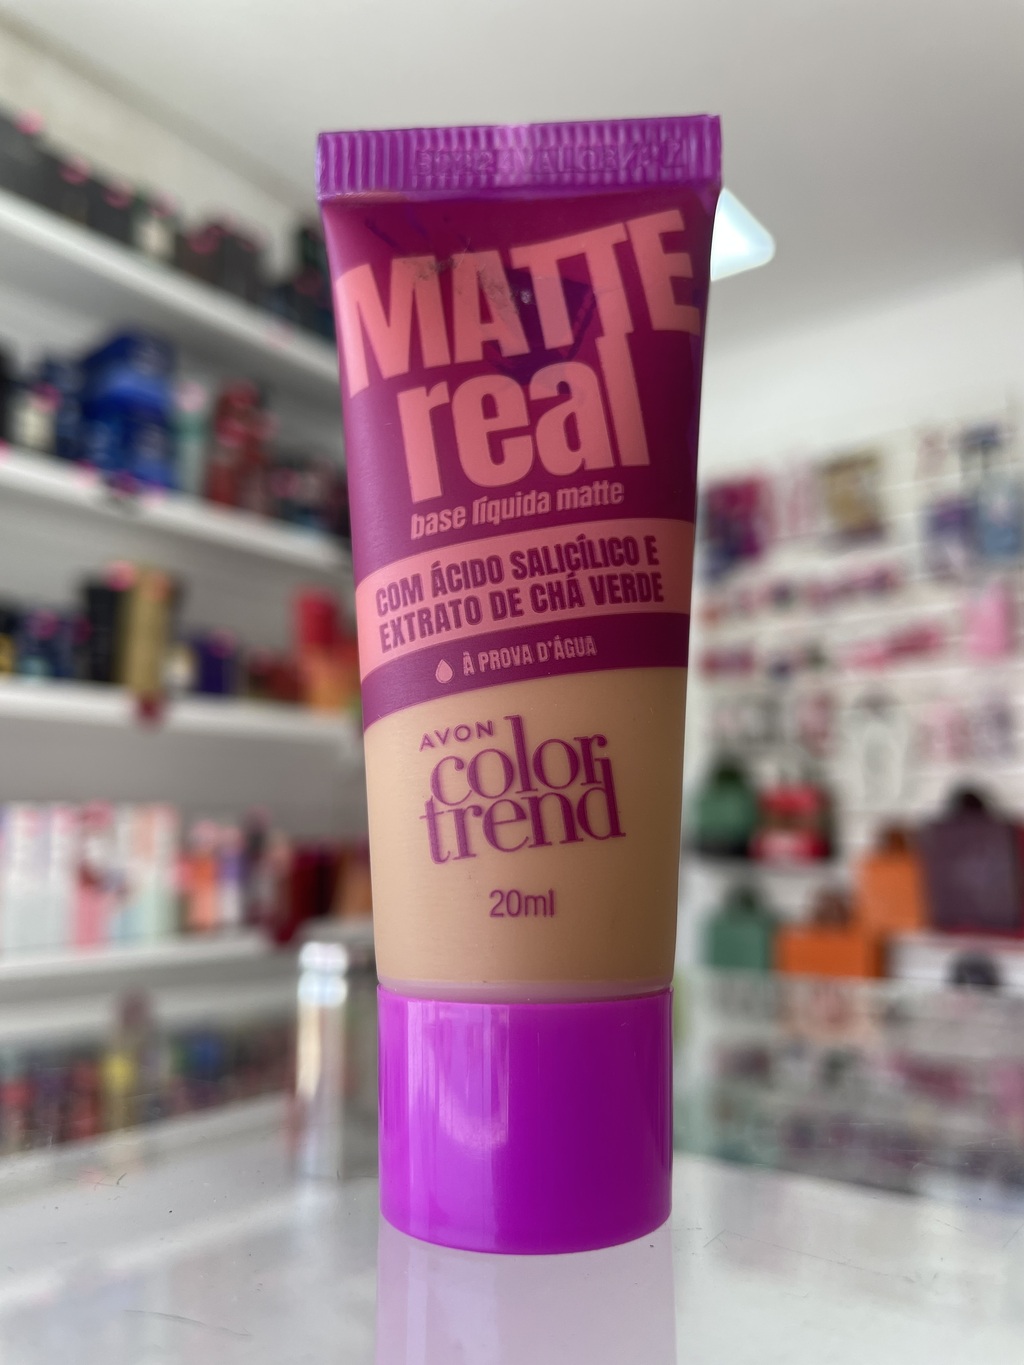 MATTE
real
base líquida matte
COM ÁCIDO SALICÍLICO E
EXTRATO DE CHÁ VERDE
À PROVA D'ÁGUA
AVON
color
trend
20ml